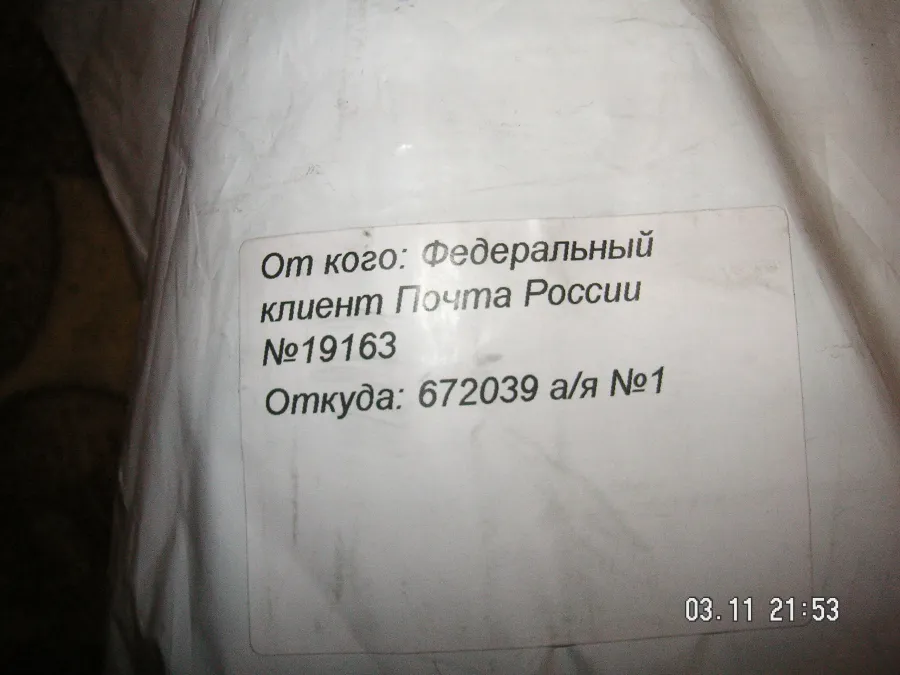 От кого: Федеральный
клиент Почта России
№19163
Откуда: 672039 а/я №1
03.11 21:53